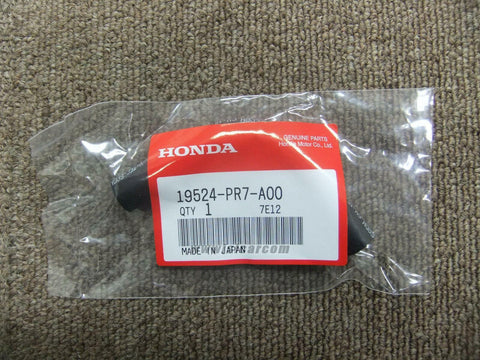 GENUINE PARTS
Honda Motor Co., Ltd.
HONDA
19524-PR7-A00
QTY 1 7E12
MADE IN JAPAN